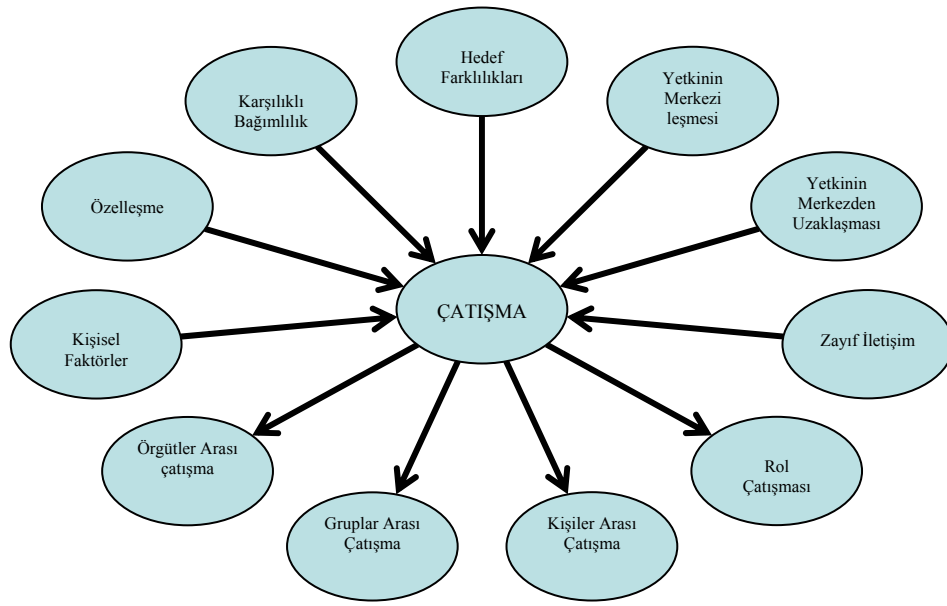 Hedef
Farklılıkları
Karşılıklı
Bağımlılık
Yetkinin
Merkezi
leşmesi
Özelleşme
Yetkinin
Merkezden
Uzaklaşması
ÇATIŞMA
Kişisel
Faktörler
Zayıf İletişim
Örgütler Arası
çatışma
Rol
Çatışması
Gruplar Arası
Çatışma
Kişiler Arası
Çatışma